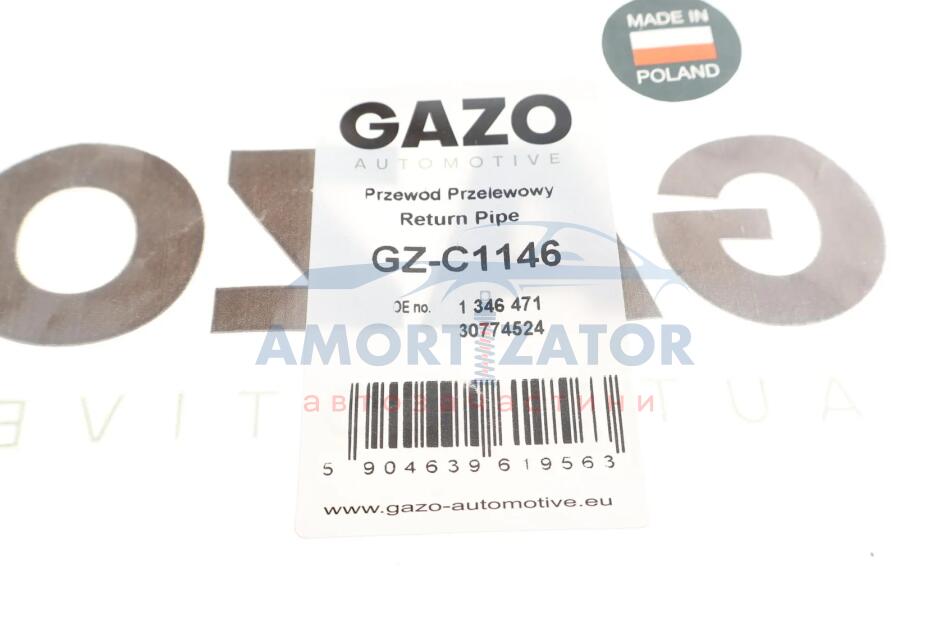 MADE IN
POLAND
GAZO
AUTOMOTIVE
Przewod Przelewowy
Return Pipe
GZ-C1146
OE no. 1 346 471
30774524
AMORTIZATOR
автозапчастини
5 904639 619563
www.gazo-automotive.eu